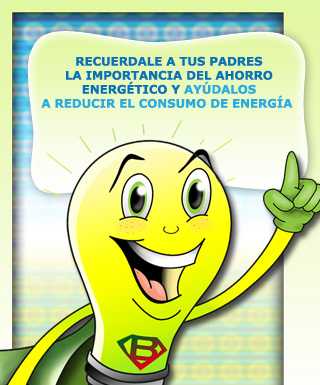 RECUERDALE A TUS PADRES
LA IMPORTANCIA DEL AHORRO
ENERGÉTICO Y AYÚDALOS
A REDUCIR EL CONSUMO DE ENERGÍA
B